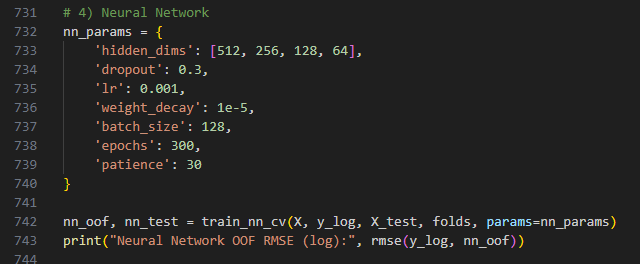 731 # 4) Neural Network
732 nn_params = {
733     'hidden_dims': [512, 256, 128, 64],
734     'dropout': 0.3,
735     'lr': 0.001,
736     'weight_decay': 1e-5,
737     'batch_size': 128,
738     'epochs': 300,
739     'patience': 30
740 }
741
742 nn_oof, nn_test = train_nn_cv(X, y_log, X_test, folds, params=nn_params)
743 print("Neural Network OOF RMSE (log):", rmse(y_log, nn_oof))
744